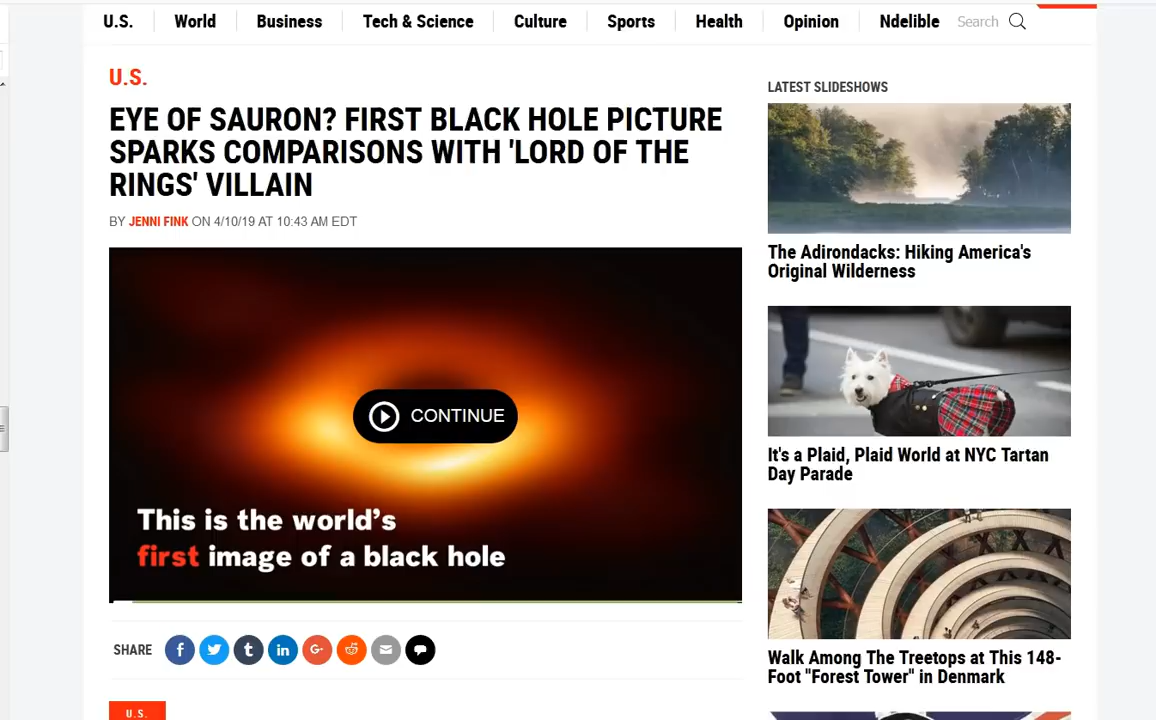 U.S.
World
Business
Tech & Science
Culture
Sports
Health
Opinion
Ndelible
Search
U.S.
EYE OF SAURON? FIRST BLACK HOLE PICTURE
SPARKS COMPARISONS WITH 'LORD OF THE
RINGS' VILLAIN
BY JENNI FINK ON 4/10/19 AT 10:43 AM EDT
CONTINUE
This is the world's
first image of a black hole
SHARE
f
t
in
G+
U.S.
LATEST SLIDESHOWS
The Adirondacks: Hiking America's
Original Wilderness
It's a Plaid, Plaid World at NYC Tartan
Day Parade
Walk Among The Treetops at This 148-
Foot "Forest Tower" in Denmark